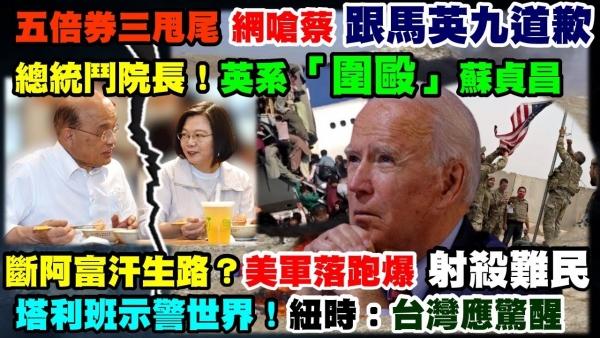 五倍券三甩尾 網嗆蔡 跟馬英九道歉
總統鬥院長！英系「圍毆」蘇貞昌
斷阿富汗生路？美軍落跑爆 射殺難民
塔利班示警世界！紐時：台灣應驚醒